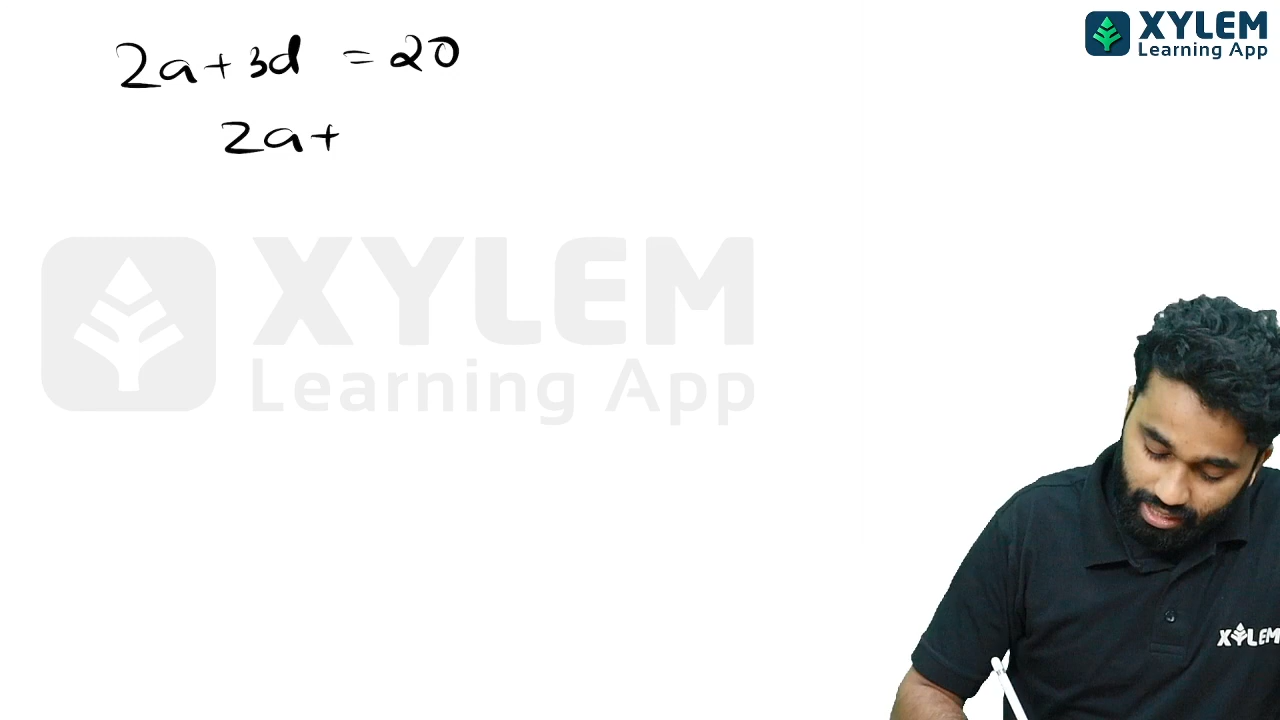 XYLEM
Learning App
2a+3d = 20
2a+
XYLEM
Learning App
XYLEM